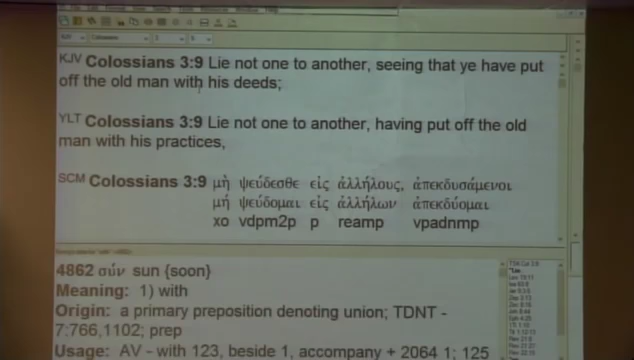 KJV Colossians 3:9 Lie not one to another, seeing that ye have put
off the old man with his deeds;
YLT Colossians 3:9 Lie not one to another, having put off the old
man with his practices,
SCM Colossians 3:9 μὴ ψεύδεσθε εἰς ἀλλήλους, ἀπεκδυσάμενοι
μή ψεύδομαι εἰς ἀλλήλων ἀπεκδύομαι
xo vdpm2p p reamp vpadnmp
4862 σύν sun {soon}
Meaning: 1) with
Origin: a primary preposition denoting union; TDNT -
7:766,1102; prep
Usage: AV - with 123, beside 1, accompany + 2064 1; 125